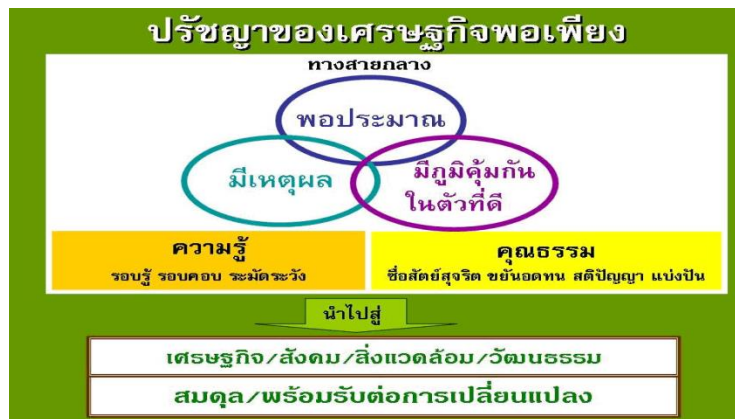 ปรัชญาของเศรษฐกิจพอเพียง
ทางสายกลาง
พอประมาณ
มีเหตุผล
มีภูมิคุ้มกัน
ในตัวที่ดี
ความรู้
รอบรู้ รอบคอบ ระมัดระวัง
คุณธรรม
ซื่อสัตย์สุจริต ขยันอดทน สติปัญญา แบ่งปัน
นำไปสู่
เศรษฐกิจ/สังคม/สิ่งแวดล้อม/วัฒนธรรม
สมดุล/พร้อมรับต่อการเปลี่ยนแปลง